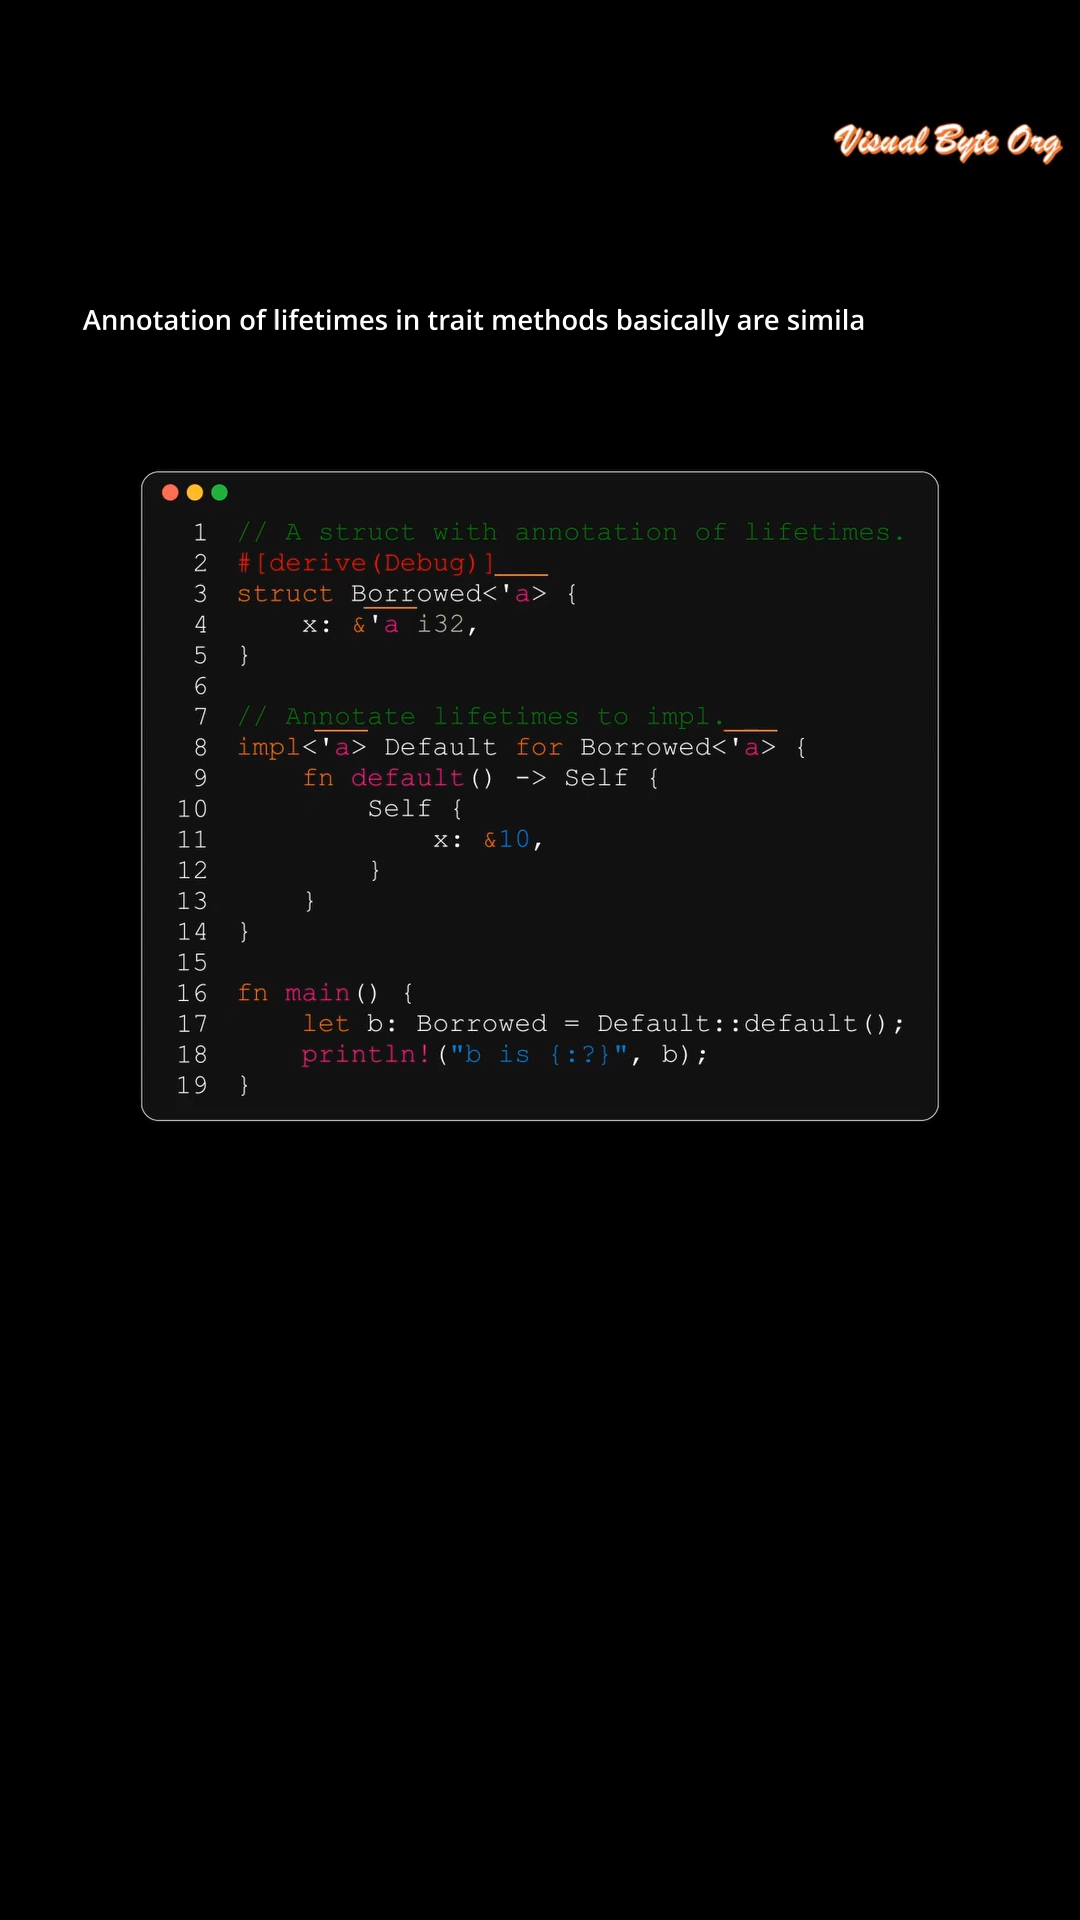 Visual Byte Org
Annotation of lifetimes in trait methods basically are simila
1 // A struct with annotation of lifetimes.
2 #[derive(Debug)]
3 struct Borrowed<'a> {
4     x: &'a i32,
5 }
6
7 // Annotate lifetimes to impl.
8 impl<'a> Default for Borrowed<'a> {
9     fn default() -> Self {
10         Self {
11             x: &10,
12         }
13     }
14 }
15
16 fn main() {
17     let b: Borrowed = Default::default();
18     println!("b is {:?}", b);
19 }